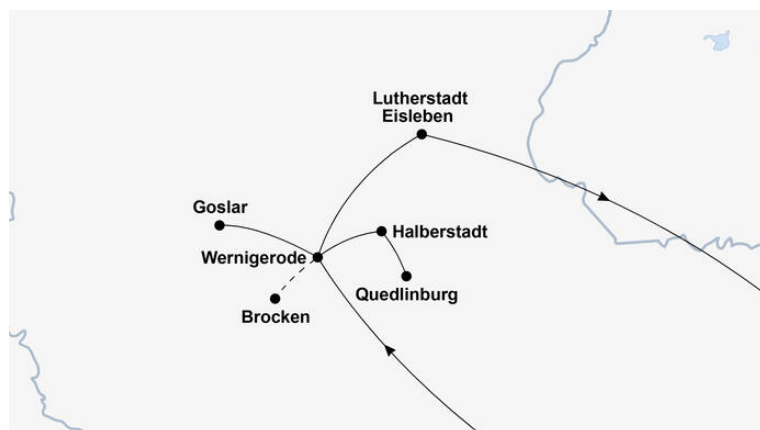 Lutherstadt
Eisleben
Goslar
Halberstadt
Wernigerode
Quedlinburg
Brocken